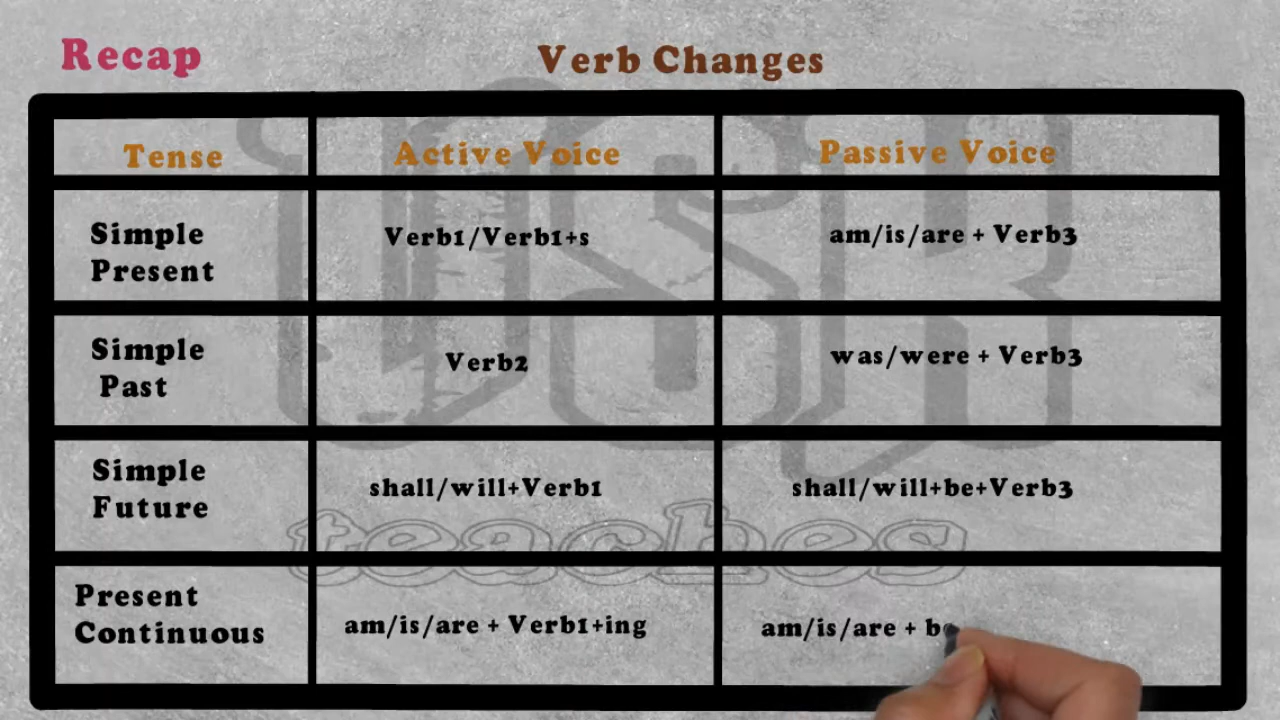 Recap
Verb Changes
Tense
Active Voice
Passive Voice
Simple
Present
Verb1/Verb1+s
am/is/are + Verb3
Simple
Past
Verb2
was/were + Verb3
Simple
Future
shall/will+Verb1
shall/will+be+Verb3
teaches
Present
Continuous
am/is/are + Verb1+ing
am/is/are +